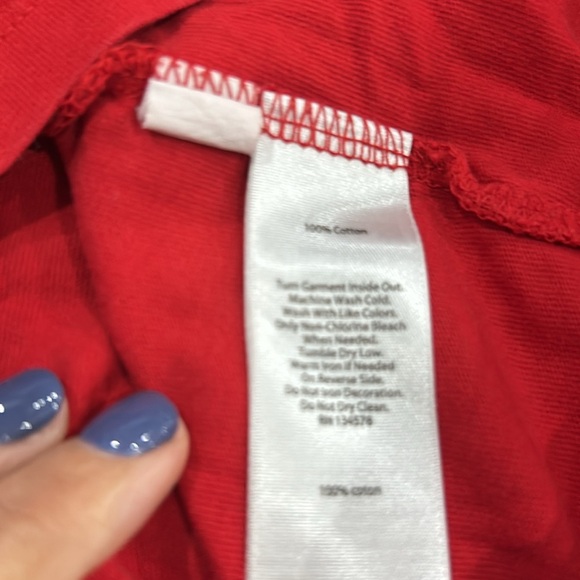 100% Cotton
Turn Garment Inside Out.
Machine Wash Cold.
Wash With Like Colors.
Only Non-Chlorine Bleach
When Needed.
Tumble Dry Low.
Warm Iron if Needed
On Reverse Side.
Do Not Iron Decoration.
Do Not Dry Clean.
RN 134578
100% coton